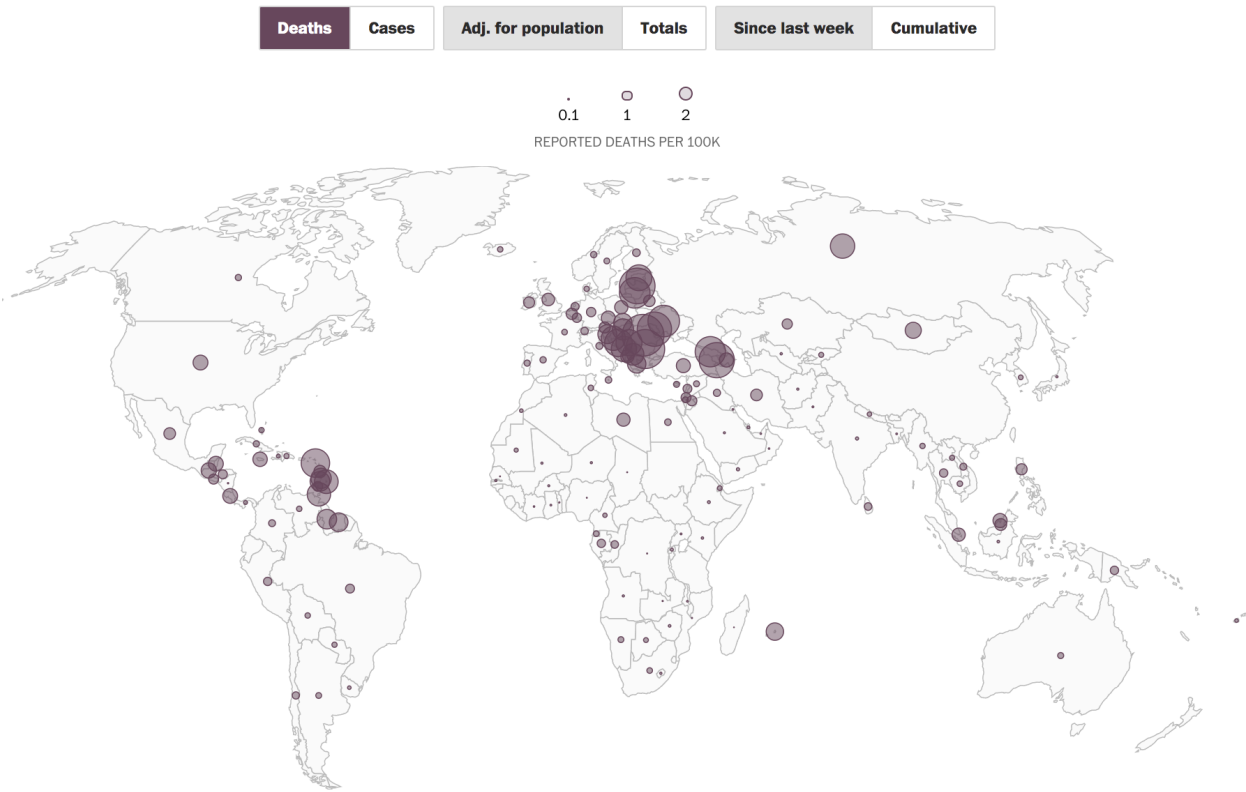 Deaths Cases Adj. for population Totals Since last week Cumulative
0.1 1 2
REPORTED DEATHS PER 100K